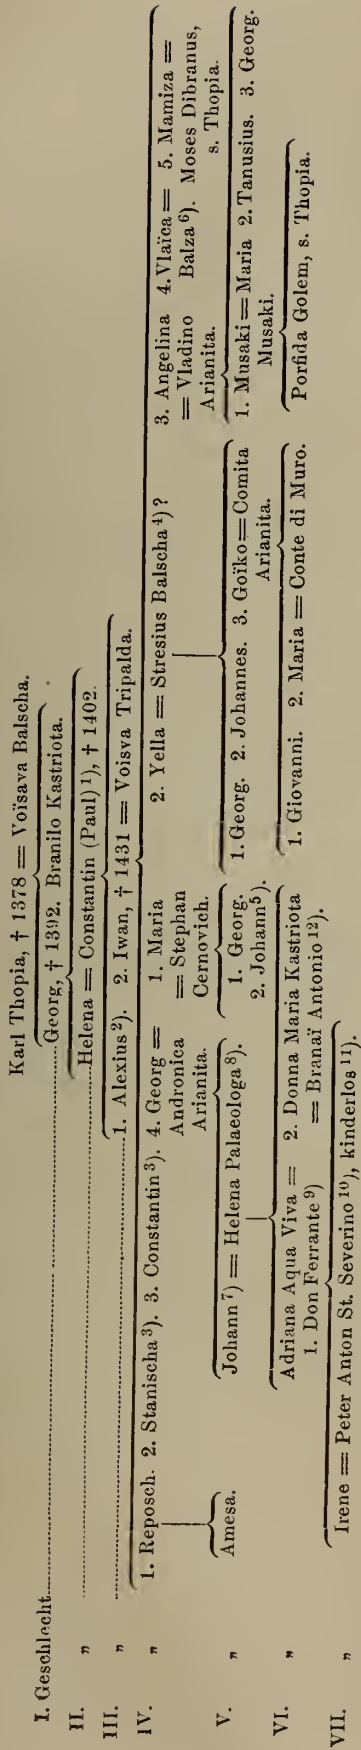 Karl Thopia, † 1378 = Voïsava Balscha.
I. Geschlecht Georg, † 1392. Branilo Kastriota.
II. „ Helena = Constantin (Paul) ¹), † 1402.
III. „ 1. Alexius ²). 2. Iwan, † 1431 = Voisva Tripalda.
IV. „ 1. Reposch. 2. Stanischa ³). 3. Constantin ³). 4. Georg = 1. Maria 2. Yella = Stresius Balscha ⁴)? 3. Angelina 4. Vlaïca = 5. Mamiza =
Andronica = Stephan = Vladino Balza ⁶). Moses Dibranus,
Arianita. Cernovich. Arianita. s. Thopia.
V. „ Amesa. Johann ⁷) = Helena Palaeologa ⁸). 1. Georg. 1. Georg. 2. Johannes. 3. Goïko = Comita 1. Musaki = Maria 2. Tanusius. 3. Georg.
2. Johann ⁵). Arianita. Musaki.
VI. „ Adriana Aqua Viva = 2. Donna Maria Kastriota 1. Giovanni. 2. Maria = Conte di Muro. Porfida Golem, s. Thopia.
1. Don Ferrante ⁹) = Branaï Antonio ¹²).
VII. „ Irene = Peter Anton St. Severino ¹⁰), kinderlos ¹¹).